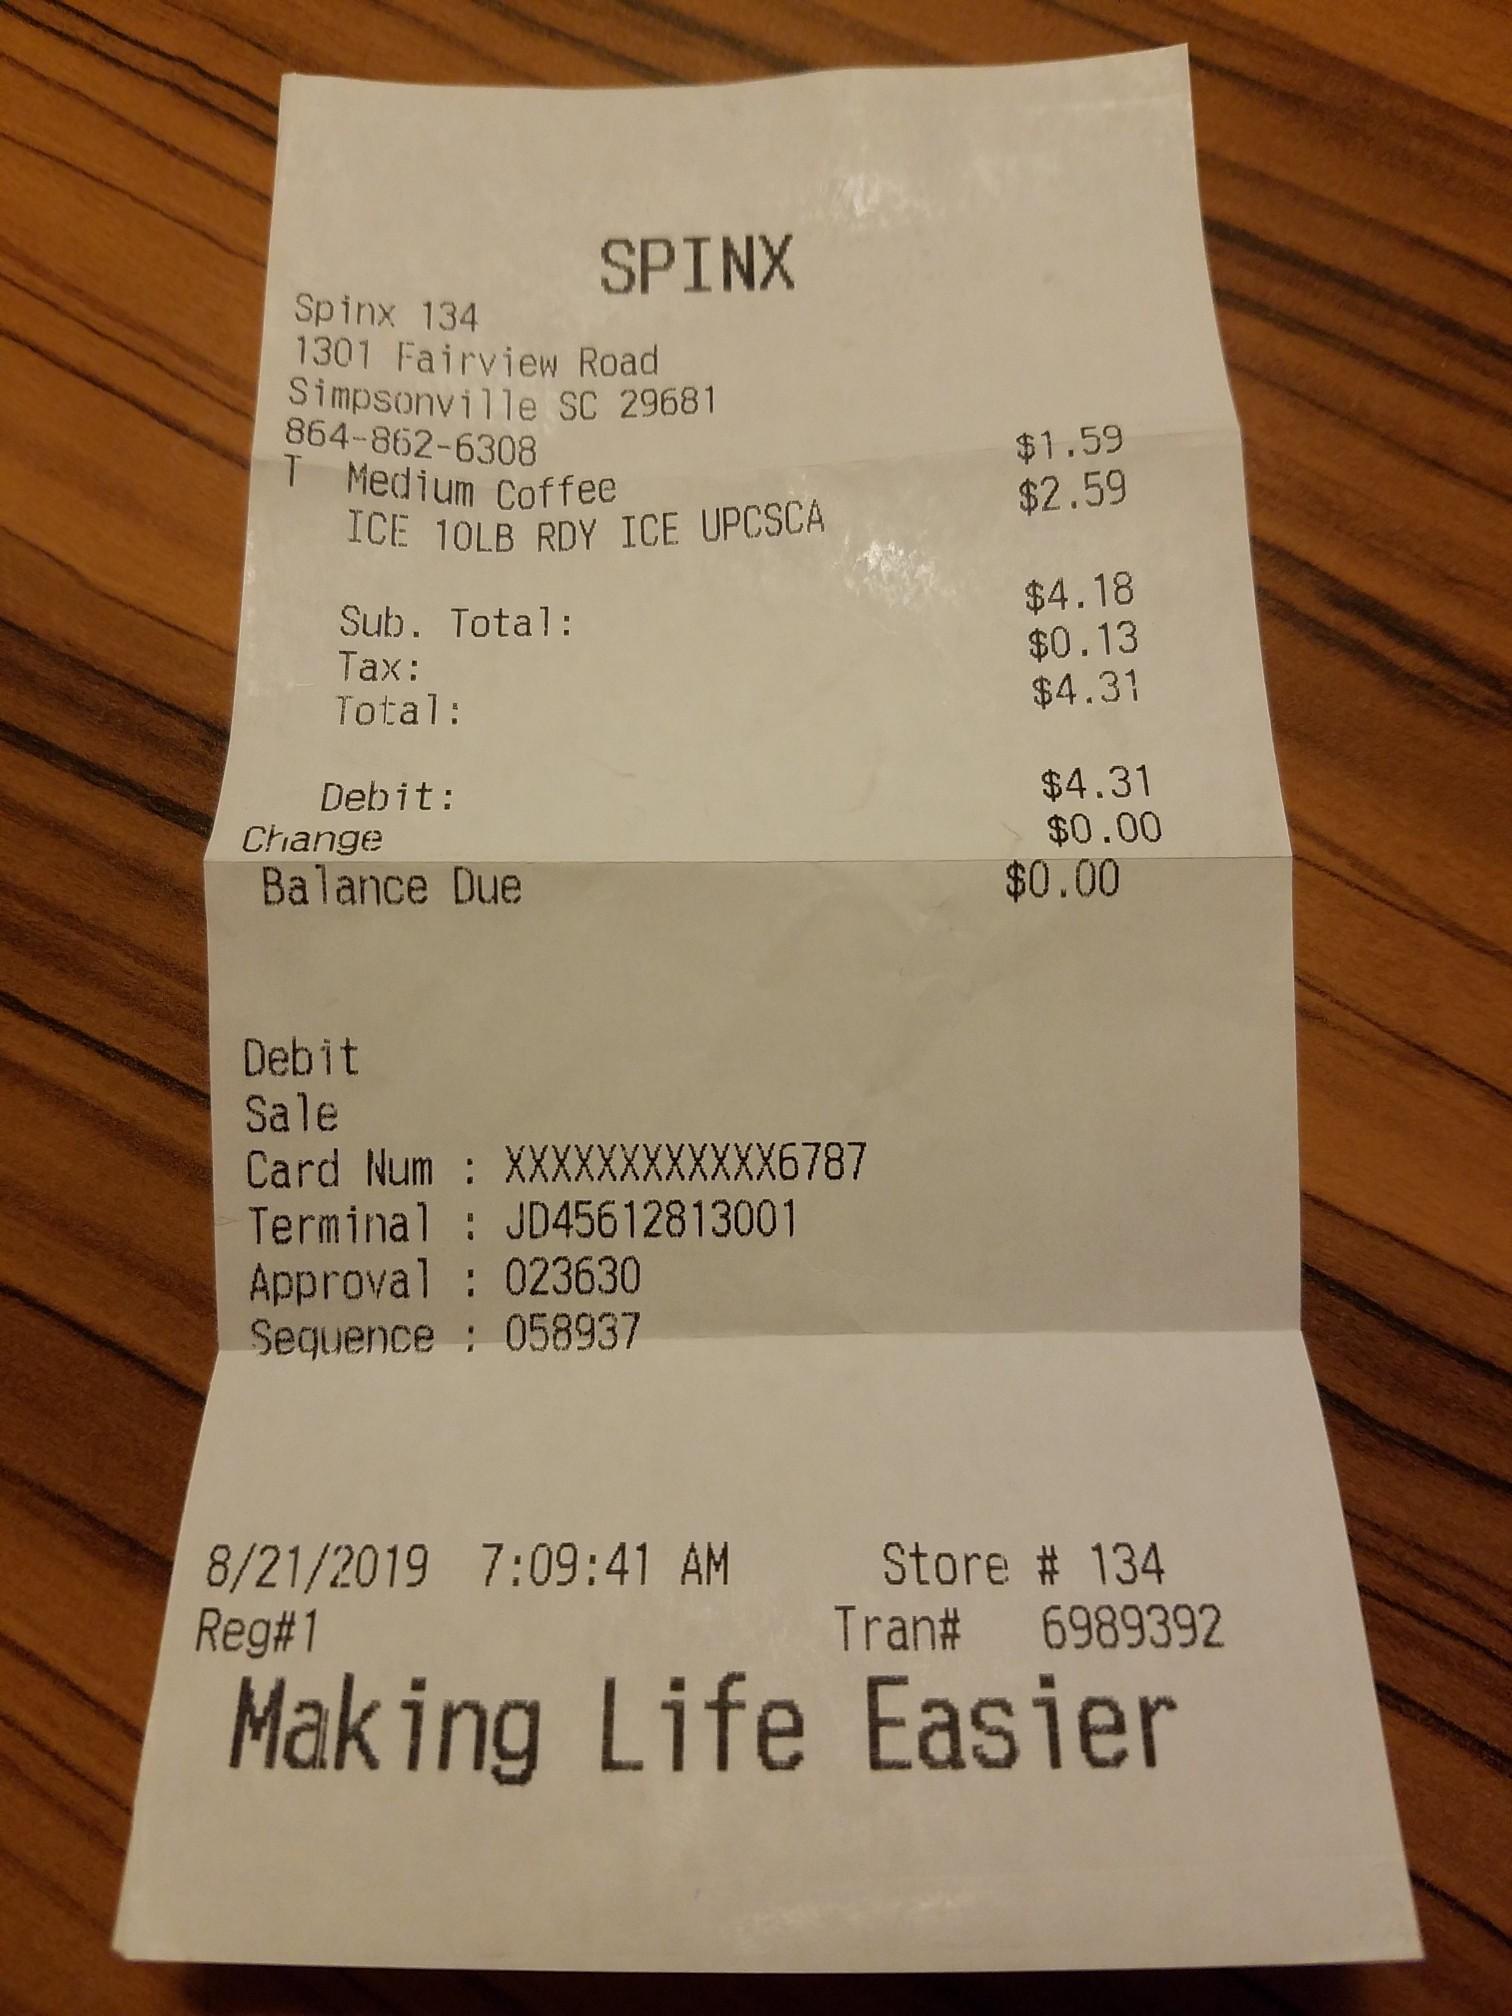 SPINX
Spinx 134
1301 Fairview Road
Simpsonville SC 29681
864-862-6308
T Medium Coffee $1.59
ICE 10LB RDY ICE UPCSCA $2.59
Sub. Total: $4.18
Tax: $0.13
Total: $4.31
Debit: $4.31
Change $0.00
Balance Due $0.00
Debit
Sale
Card Num : XXXXXXXXXXXX6787
Terminal : JD45612813001
Approval : 023630
Sequence : 058937
8/21/2019 7:09:41 AM Store # 134
Reg#1 Tran# 6989392
Making Life Easier